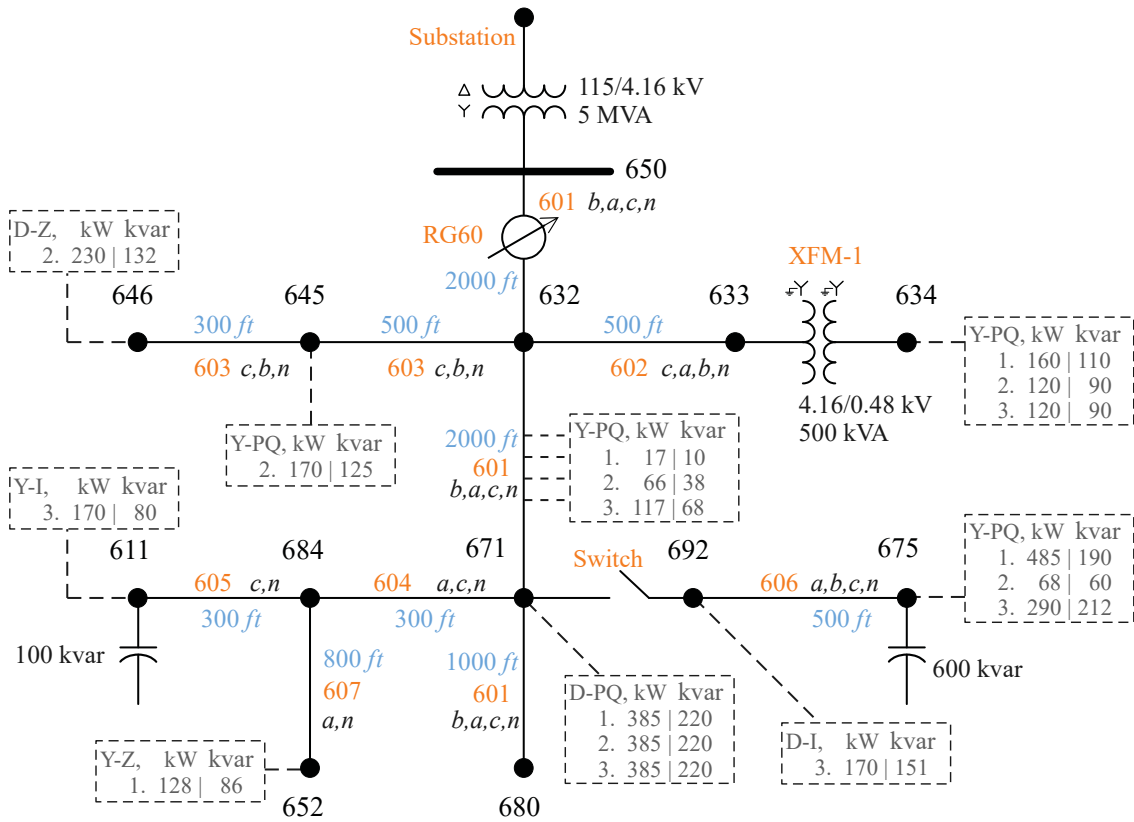 Substation
Δ
Y
115/4.16 kV
5 MVA
650
601 b,a,c,n
RG60
2000 ft
D-Z, kW kvar
2. 230 | 132
646
645
632
633
XFM-1
634
300 ft
500 ft
500 ft
603 c,b,n
603 c,b,n
602 c,a,b,n
Y
Y
4.16/0.48 kV
500 kVA
Y-PQ, kW kvar
1. 160 | 110
2. 120 | 90
3. 120 | 90
Y-PQ, kW kvar
2. 170 | 125
2000 ft
601
b,a,c,n
Y-PQ, kW kvar
1. 17 | 10
2. 66 | 38
3. 117 | 68
Y-I, kW kvar
3. 170 | 80
611
684
671
Switch
692
675
Y-PQ, kW kvar
1. 485 | 190
2. 68 | 60
3. 290 | 212
605 c,n
604 a,c,n
606 a,b,c,n
300 ft
300 ft
500 ft
100 kvar
800 ft
607
a,n
1000 ft
601
b,a,c,n
600 kvar
D-PQ, kW kvar
1. 385 | 220
2. 385 | 220
3. 385 | 220
D-I, kW kvar
3. 170 | 151
Y-Z, kW kvar
1. 128 | 86
652
680